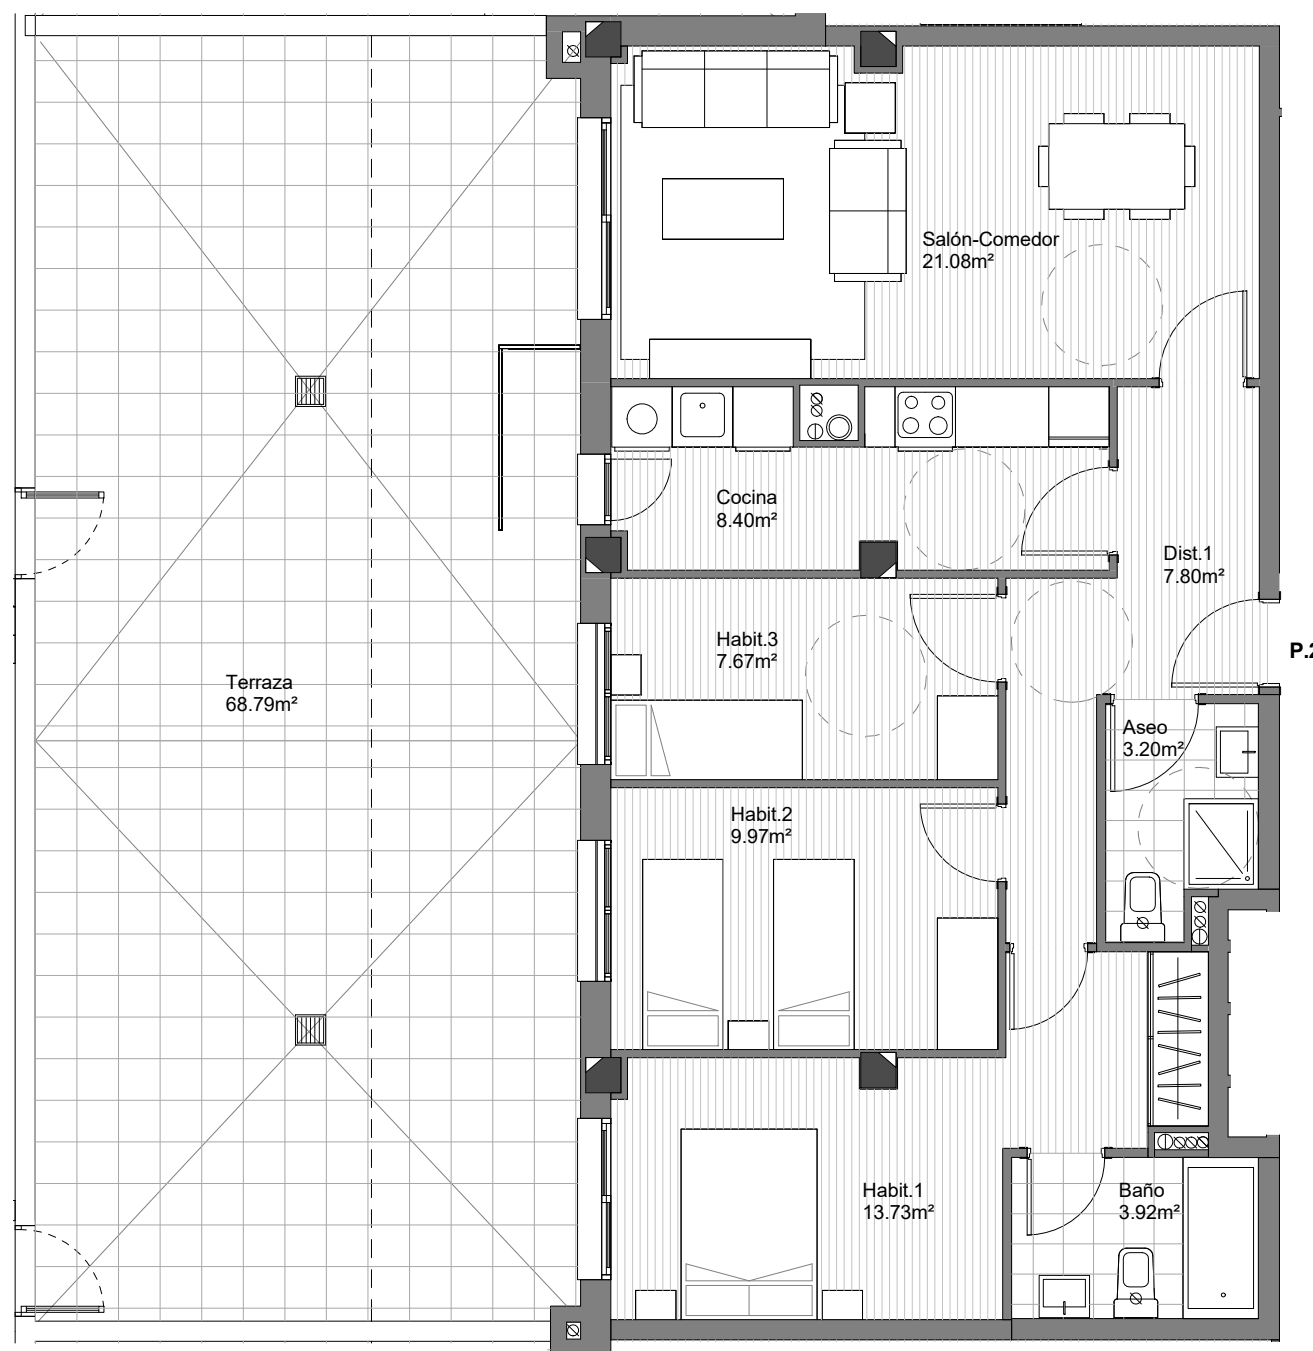 Salón-Comedor
21.08m²
Cocina
8.40m²
Dist.1
7.80m²
Habit.3
7.67m²
P.2
Terraza
68.79m²
Aseo
3.20m²
Habit.2
9.97m²
Habit.1
13.73m²
Baño
3.92m²